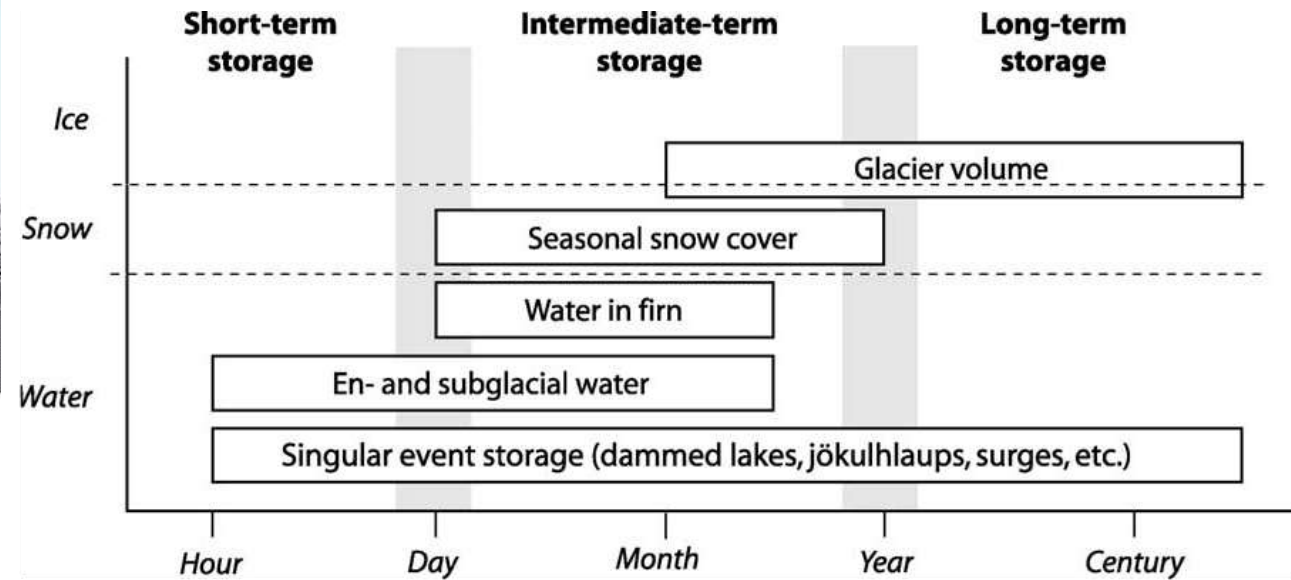 Short-term
storage
Intermediate-term
storage
Long-term
storage
Ice
Glacier volume
Snow
Seasonal snow cover
Water in firn
Water
En- and subglacial water
Singular event storage (dammed lakes, jökulhlaups, surges, etc.)
Hour
Day
Month
Year
Century